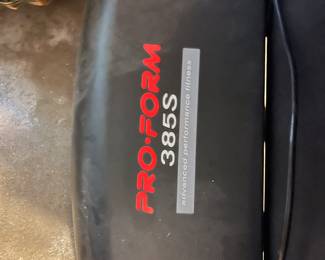 PRO-FORM
385S
advanced performance fitness